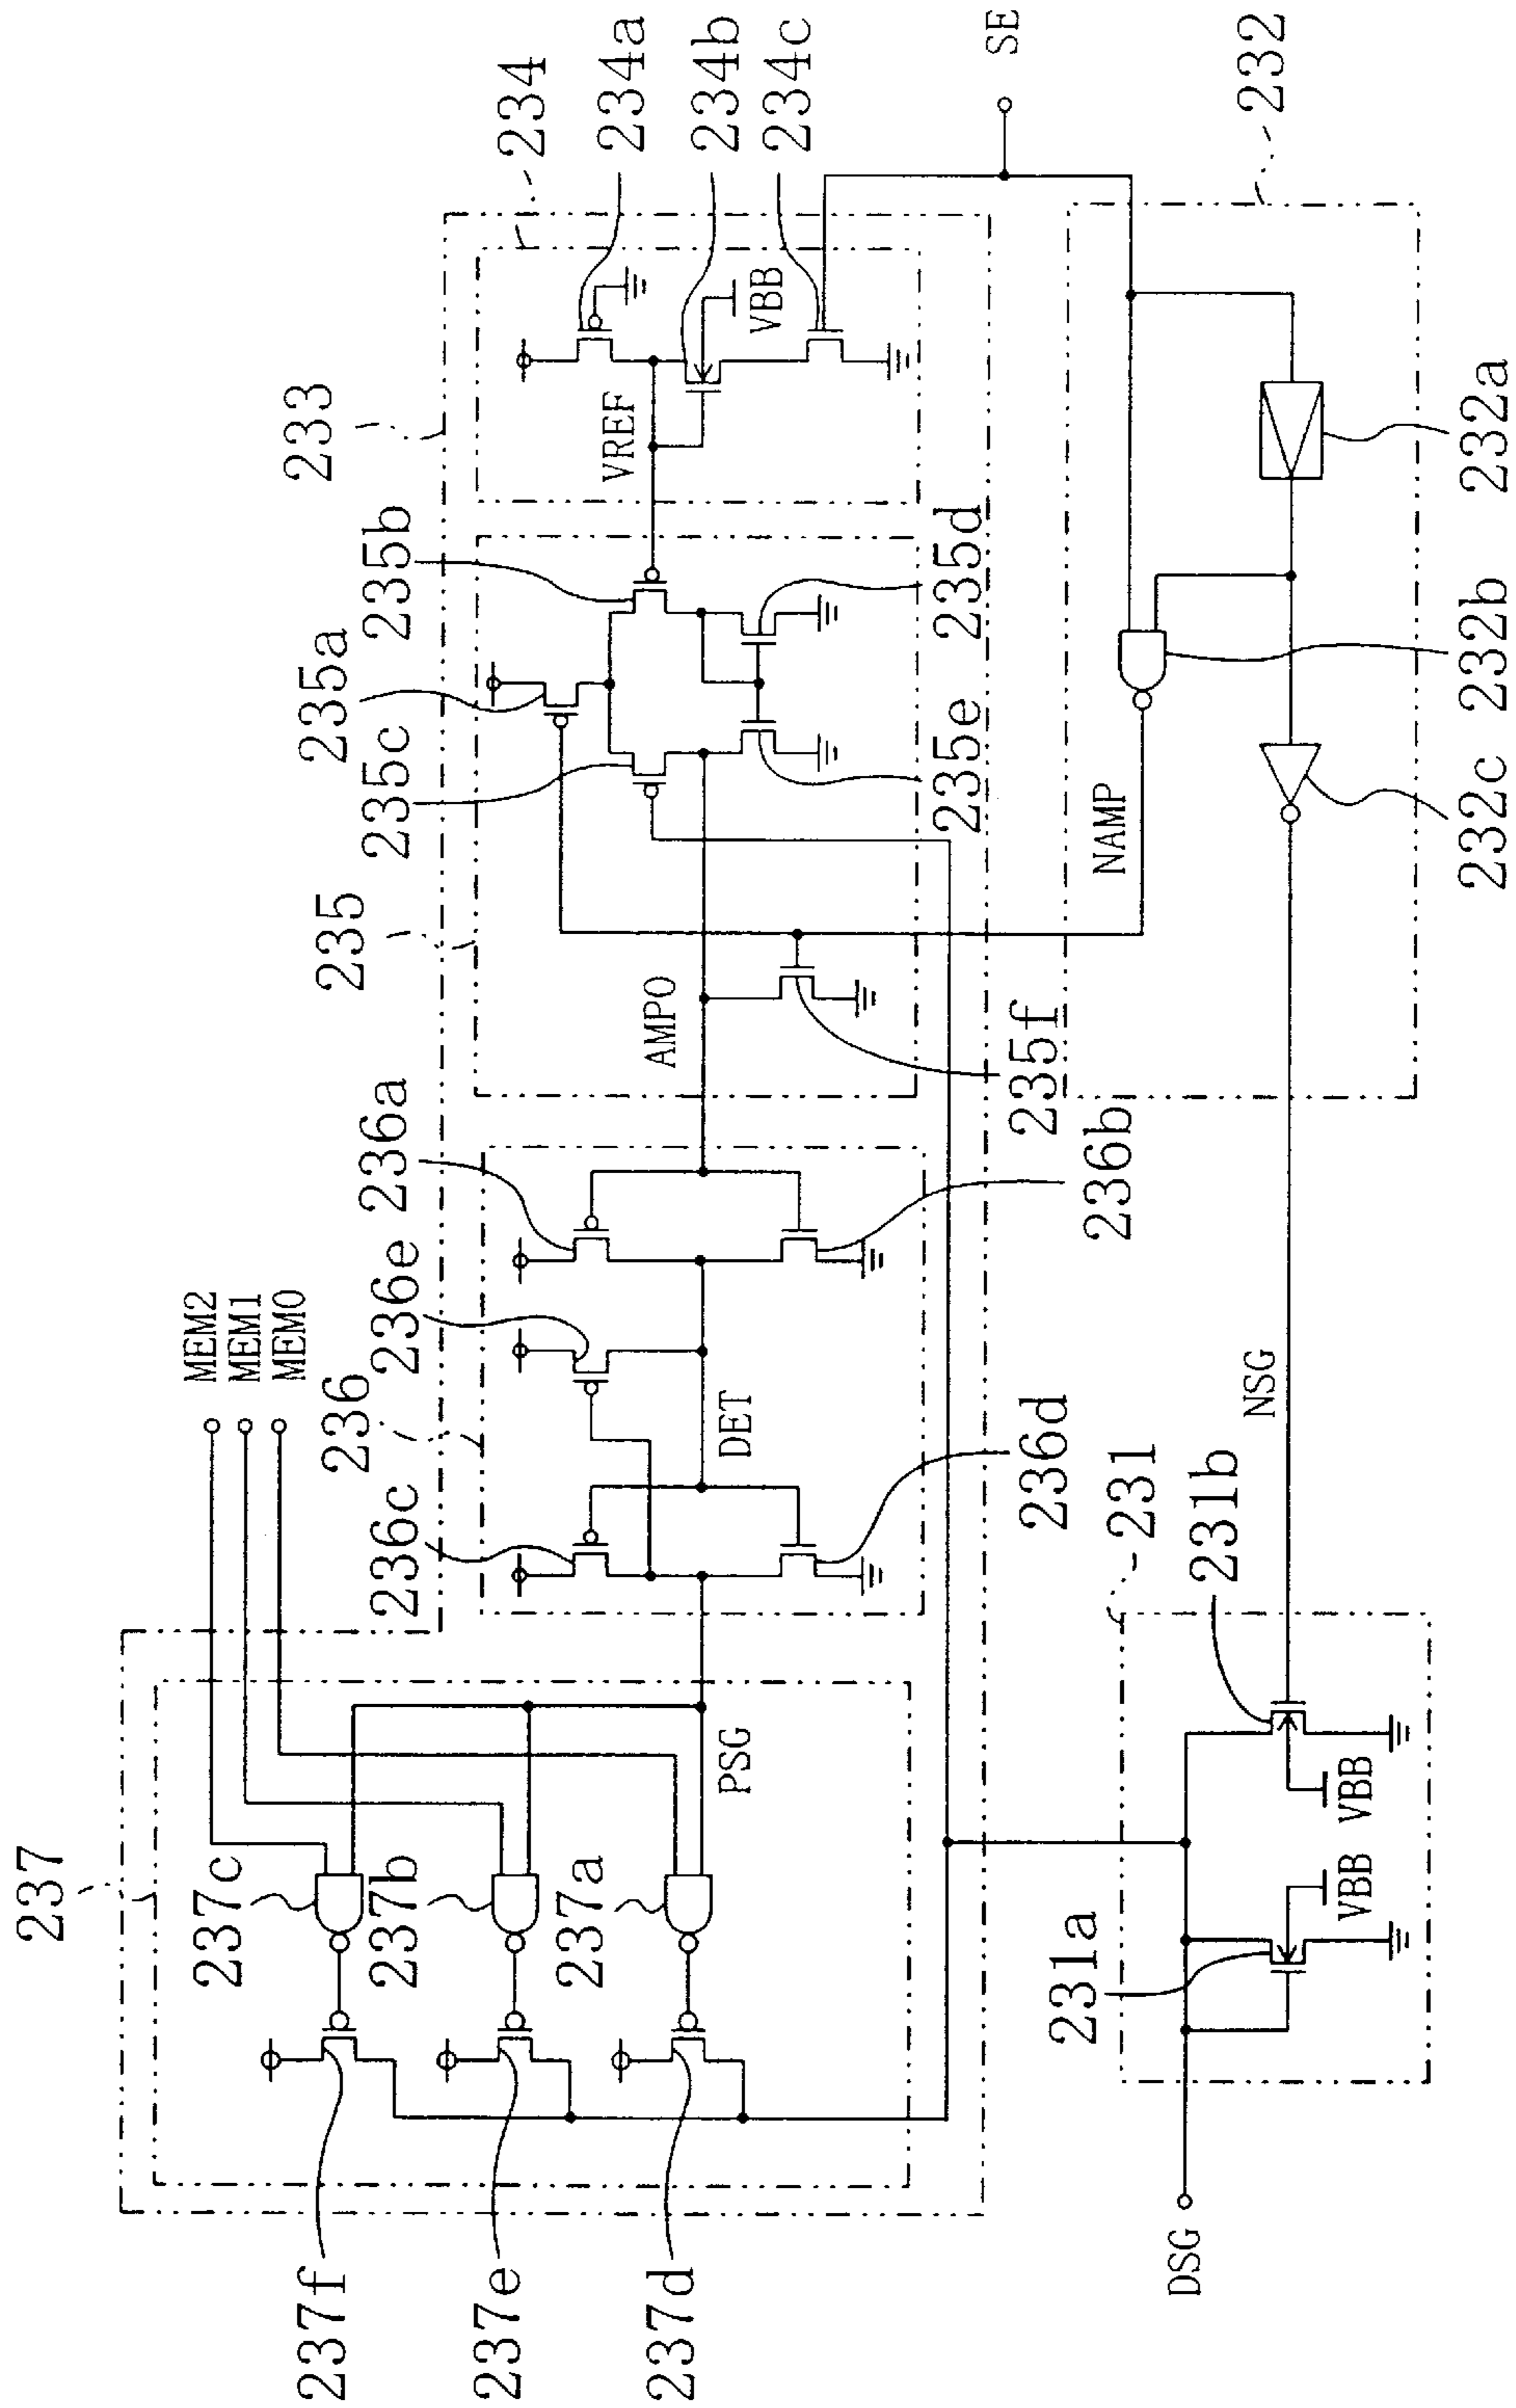 237
237c
237b
237a
237f
237e
237d
PSG
MEM2
MEM1
MEM0
236
236c
236e
236a
236b
236d
DET
233
235
235c
235a
235b
235d
235e
235f
AMPO
234
234a
234b
234c
VREF
VBB
SE
232
232a
232b
232c
NAMP
NSG
231
231a
231b
VBB
VBB
DSG